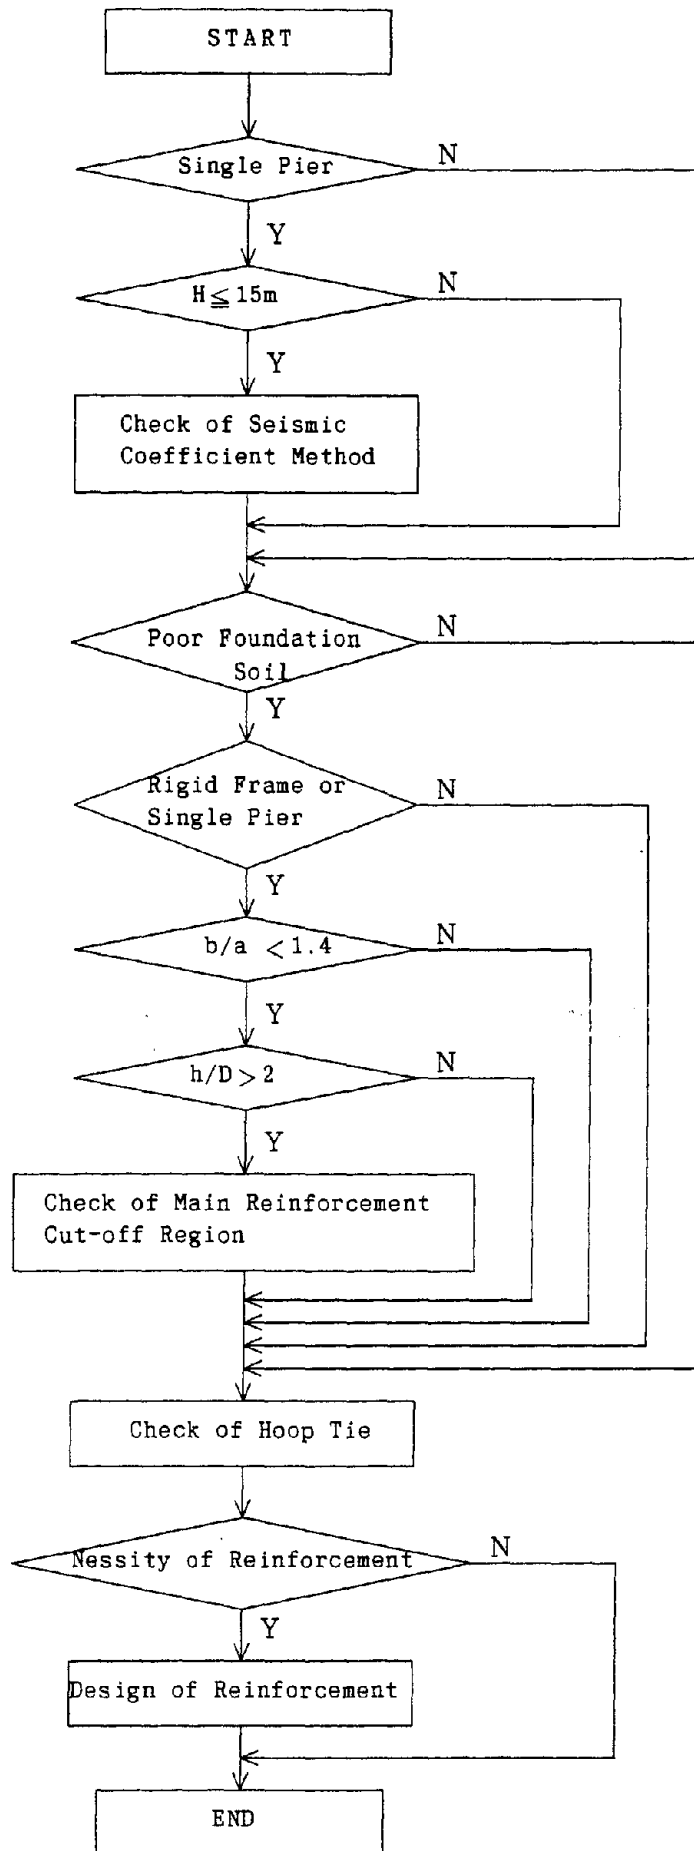 START
Single Pier
N
Y
H≦15m
N
Y
Check of Seismic
Coefficient Method
Poor Foundation
Soil
N
Y
Rigid Frame or
Single Pier
N
Y
b/a <1.4
N
Y
h/D>2
N
Y
Check of Main Reinforcement
Cut-off Region
Check of Hoop Tie
Nessity of Reinforcement
N
Y
Design of Reinforcement
END